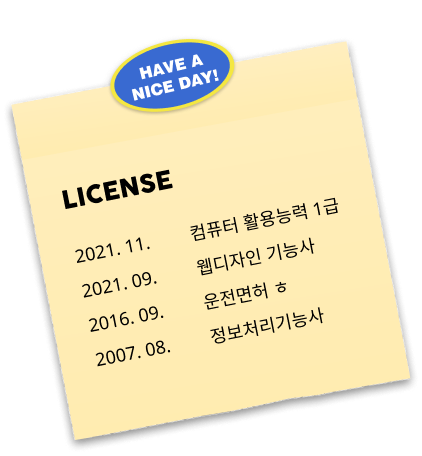 HAVE A
NICE DAY!
LICENSE
2021. 11. 컴퓨터 활용능력 1급
2021. 09. 웹디자인 기능사
2016. 09. 운전면허 ㅎ
2007. 08. 정보처리기능사